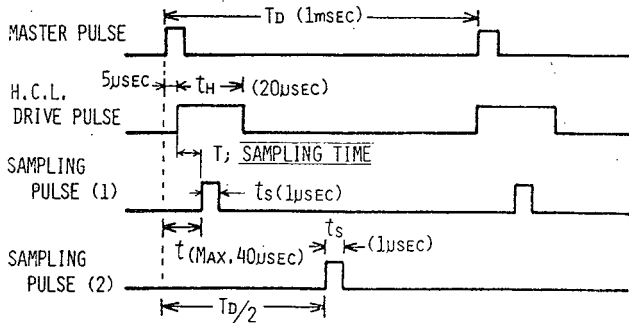 TD (1mSEC)
MASTER PULSE
5µSEC tH (20µSEC)
H.C.L.
DRIVE PULSE
T; SAMPLING TIME
SAMPLING
PULSE (1)
tS(1µSEC)
t(MAX.40µSEC)
tS
(1µSEC)
SAMPLING
PULSE (2)
TD/2